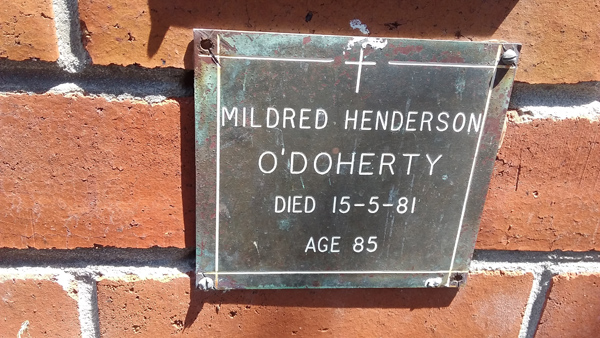 MILDRED HENDERSON
O'DOHERTY
DIED 15-5-81
AGE 85